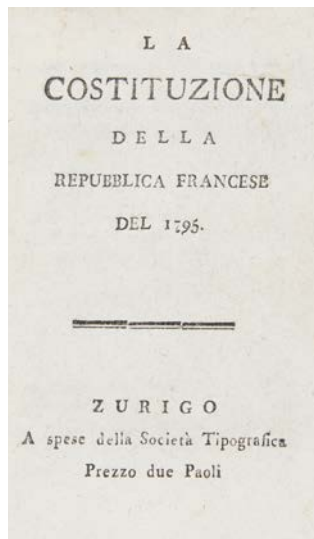 LA
COSTITUZIONE
DELLA
REPUBBLICA FRANCESE
DEL 1795.
ZURIGO
A spese della Società Tipografica
Prezzo due Paoli